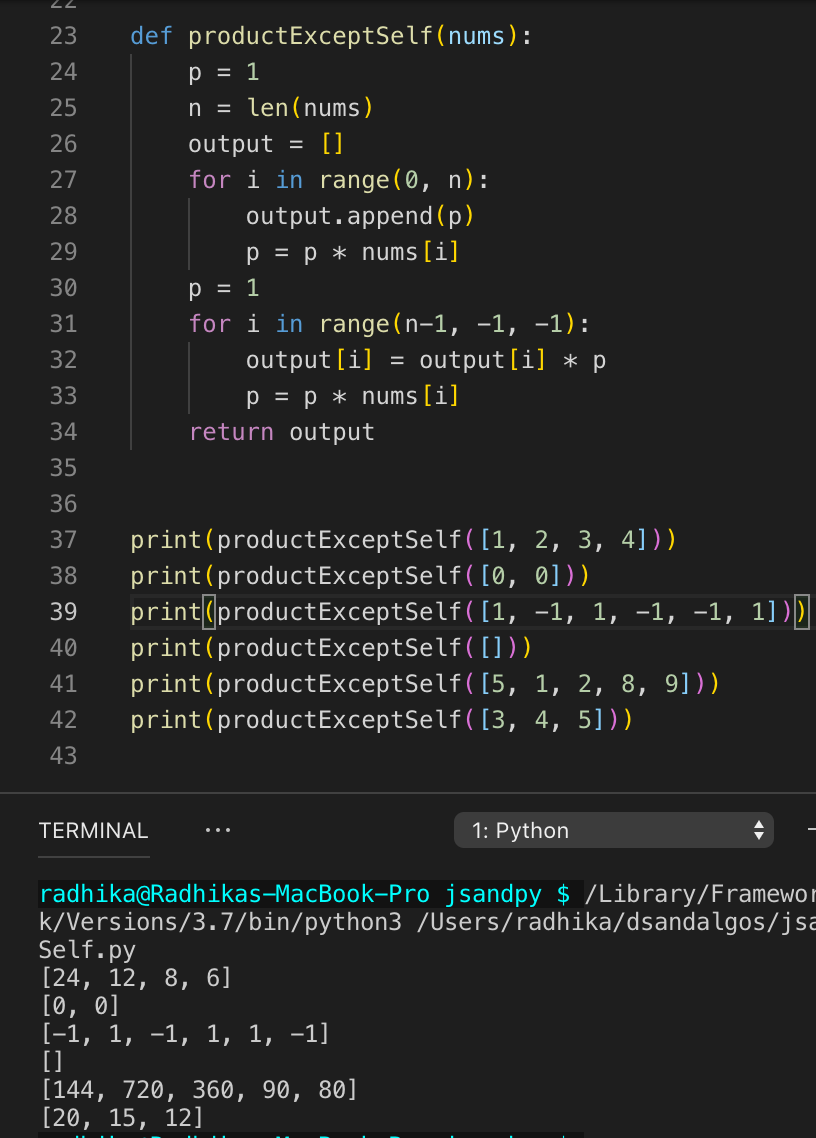 22
23 def productExceptSelf(nums):
24     p = 1
25     n = len(nums)
26     output = []
27     for i in range(0, n):
28         output.append(p)
29         p = p * nums[i]
30     p = 1
31     for i in range(n-1, -1, -1):
32         output[i] = output[i] * p
33         p = p * nums[i]
34     return output
35
36
37 print(productExceptSelf([1, 2, 3, 4]))
38 print(productExceptSelf([0, 0]))
39 print(productExceptSelf([1, -1, 1, -1, -1, 1]))
40 print(productExceptSelf([]))
41 print(productExceptSelf([5, 1, 2, 8, 9]))
42 print(productExceptSelf([3, 4, 5]))
43
TERMINAL ... 1: Python
radhika@Radhikas-MacBook-Pro jsandpy $ /Library/Framewor
k/Versions/3.7/bin/python3 /Users/radhika/dsandalgos/jsa
Self.py
[24, 12, 8, 6]
[0, 0]
[-1, 1, -1, 1, 1, -1]
[]
[144, 720, 360, 90, 80]
[20, 15, 12]